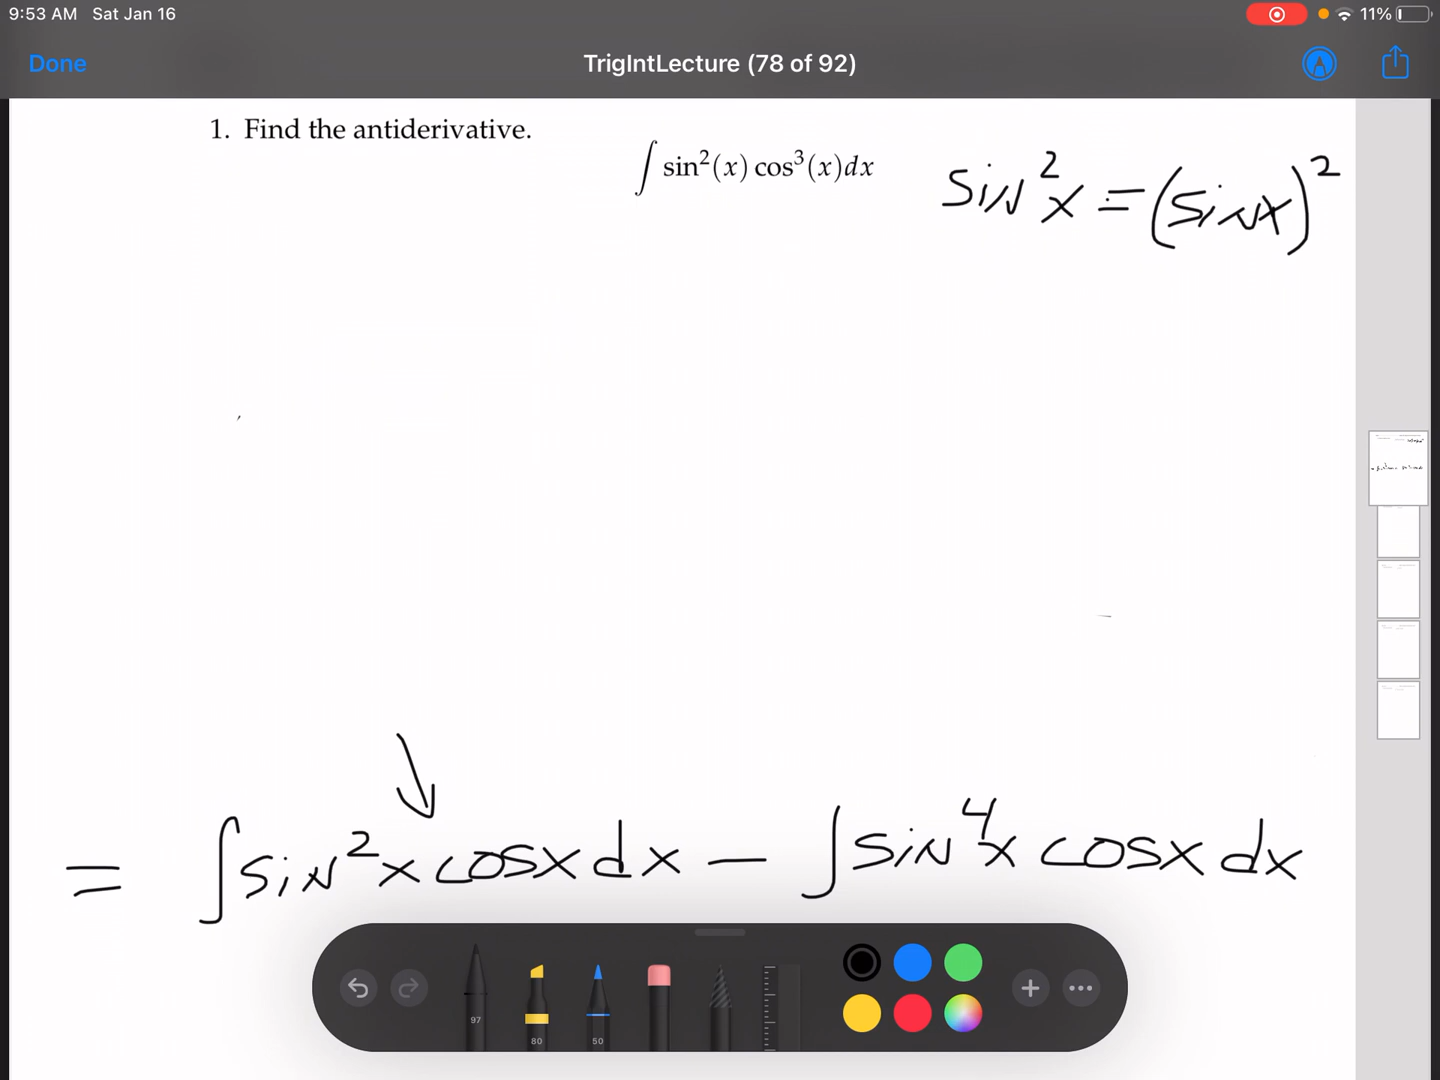 9:53 AM Sat Jan 16 11%
Done TrigIntLecture (78 of 92)
1. Find the antiderivative.
∫ sin²(x) cos³(x)dx
sin²x = (sinx)²
= ∫sin²x cosx dx − ∫sin⁴x cosx dx
97
80
50